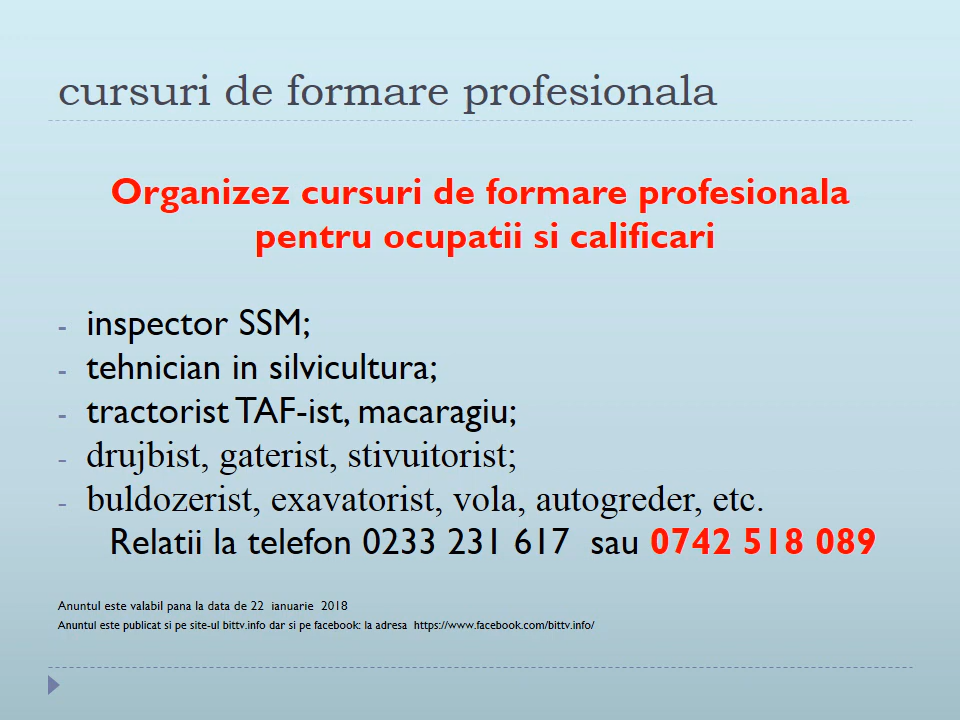 cursuri de formare profesionala
Organizez cursuri de formare profesionala
pentru ocupatii si calificari
- inspector SSM;
- tehnician in silvicultura;
- tractorist TAF-ist, macaragiu;
- drujbist, gaterist, stivuitorist;
- buldozerist, exavatorist, vola, autogreder, etc.
Relatii la telefon 0233 231 617 sau 0742 518 089
Anuntul este valabil pana la data de 22 ianuarie 2018
Anuntul este publicat si pe site-ul bittv.info dar si pe facebook: la adresa https://www.facebook.com/bittv.info/